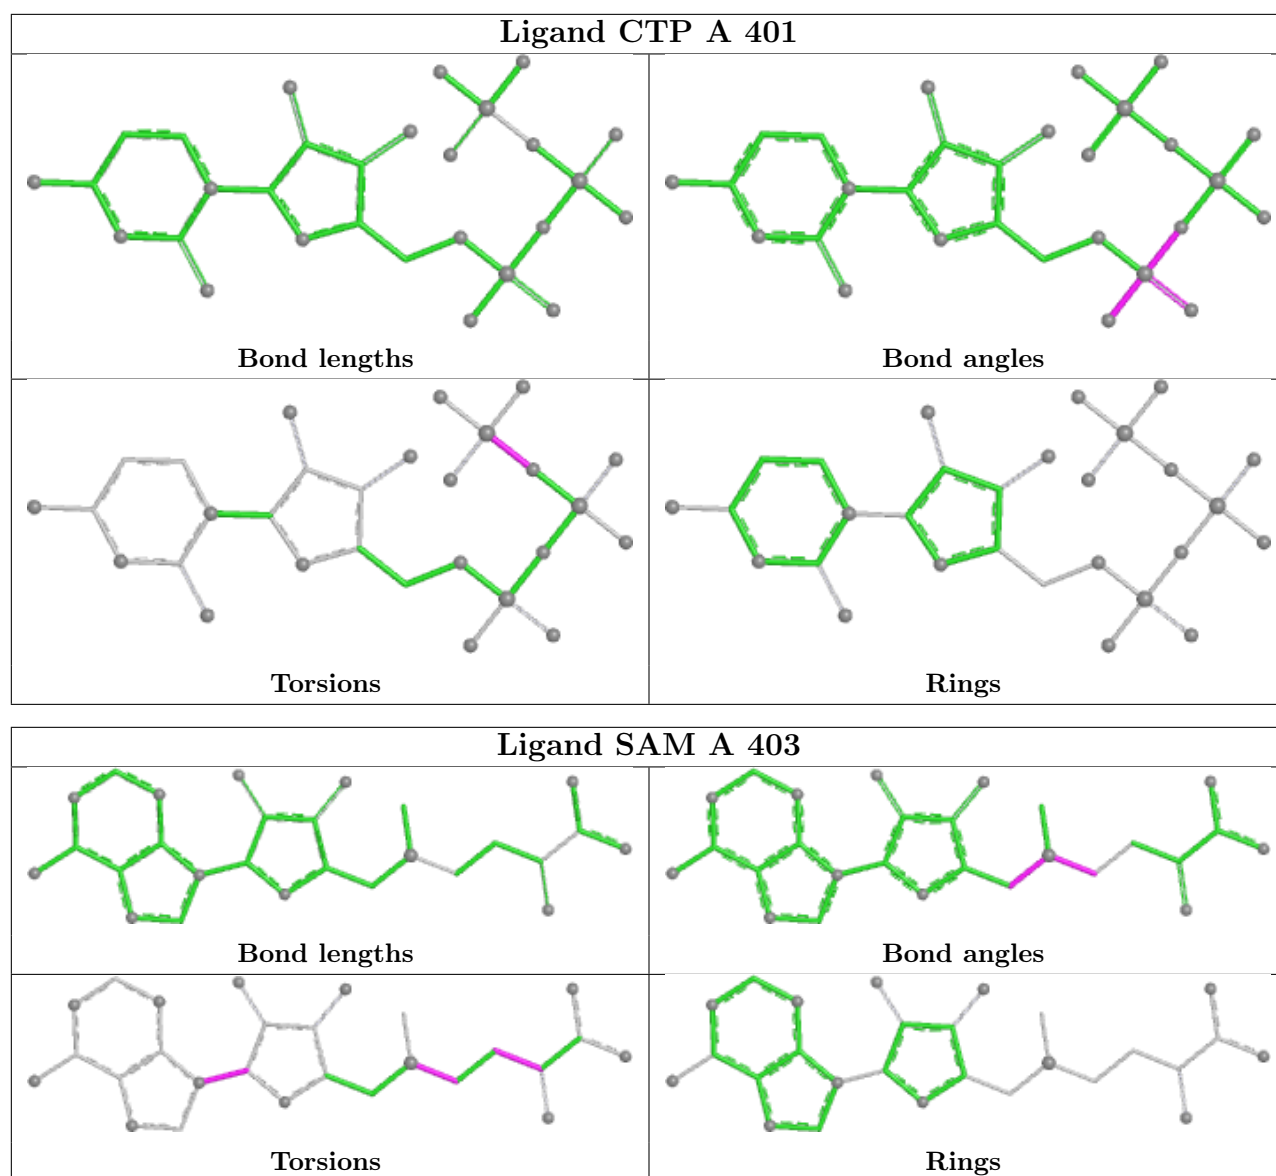 Ligand CTP A 401
Bond lengths
Bond angles
Torsions
Rings
Ligand SAM A 403
Bond lengths
Bond angles
Torsions
Rings